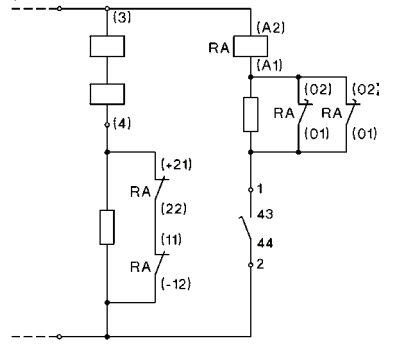 (3)
(A2)
RA
(A1)
(02)
(02)
RA
RA
(4)
(01)
(01)
(+21)
RA
1
(22)
43
(11)
44
RA
2
(-12)